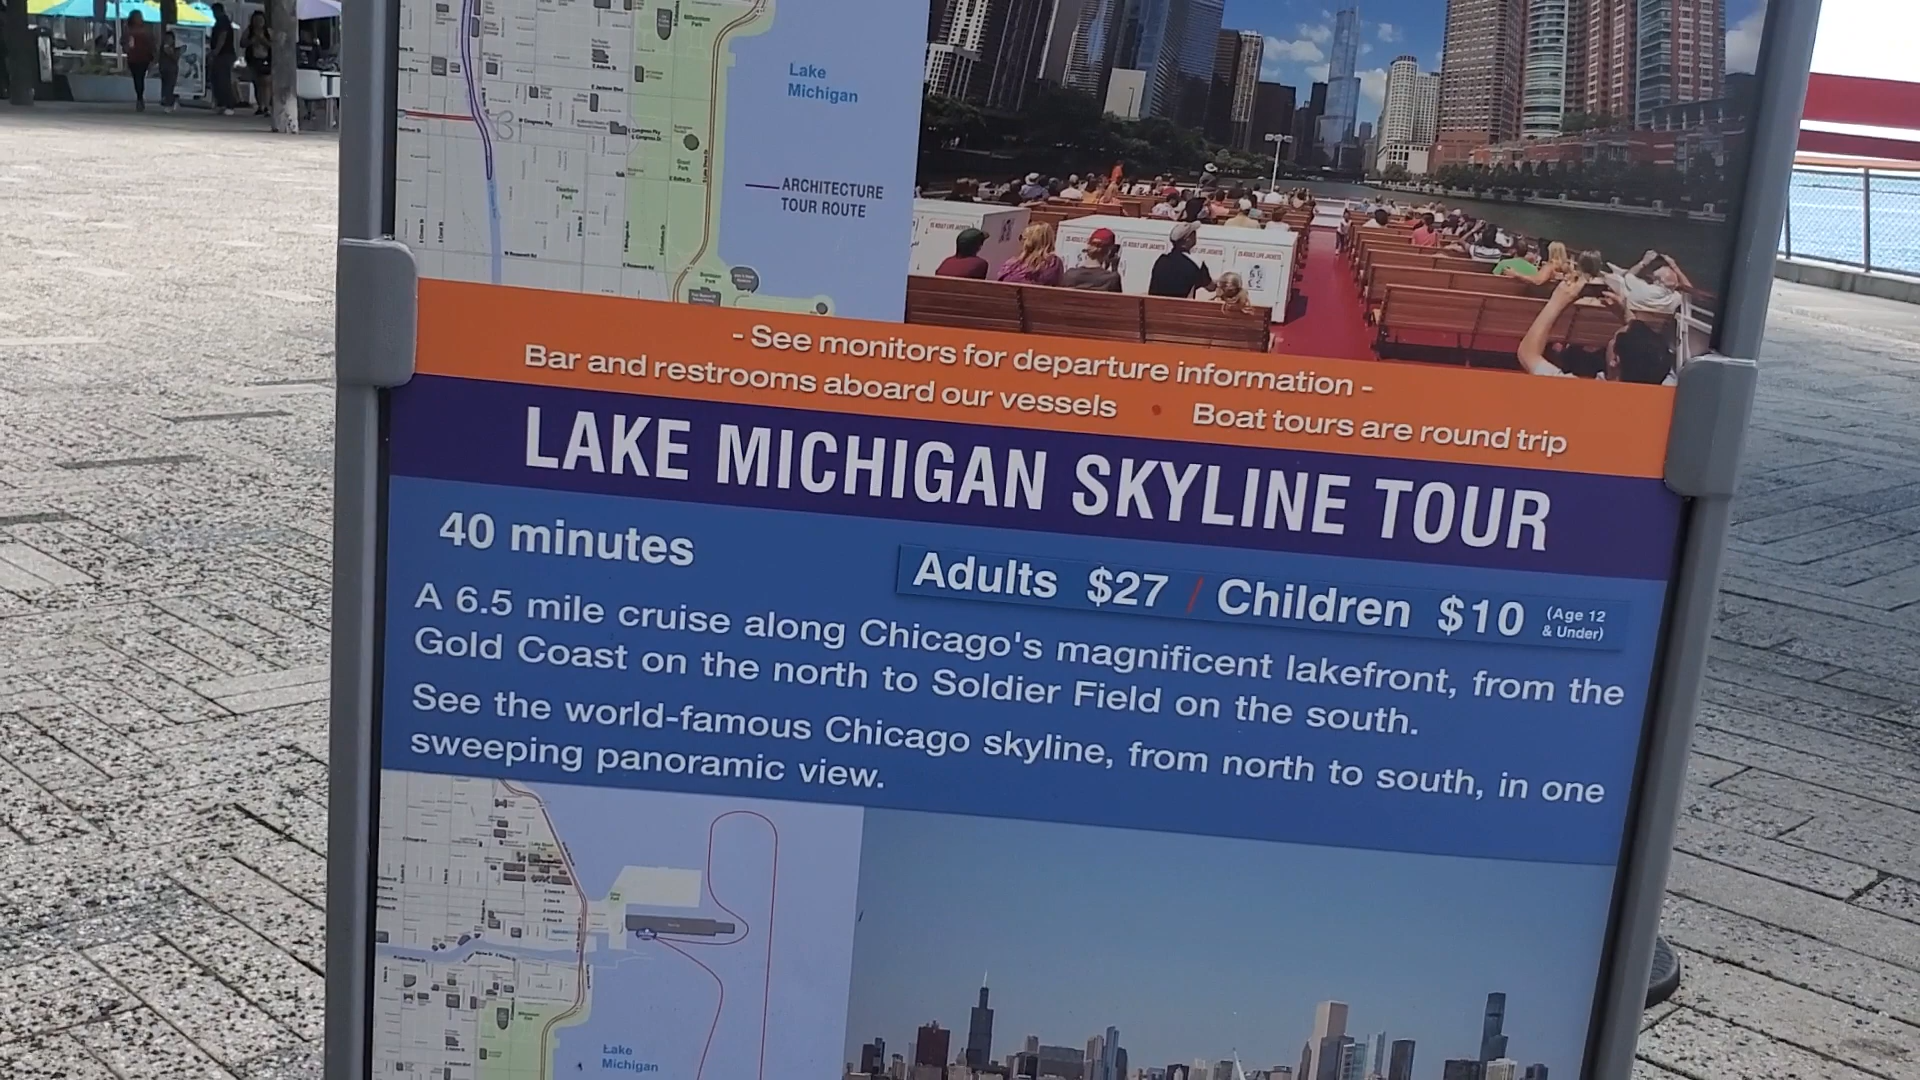 Lake
Michigan
ARCHITECTURE
TOUR ROUTE
- See monitors for departure information -
Bar and restrooms aboard our vessels • Boat tours are round trip
LAKE MICHIGAN SKYLINE TOUR
40 minutes
Adults $27 / Children $10 (Age 12
& Under)
A 6.5 mile cruise along Chicago's magnificent lakefront, from the
Gold Coast on the north to Soldier Field on the south.
See the world-famous Chicago skyline, from north to south, in one
sweeping panoramic view.
Lake
Michigan